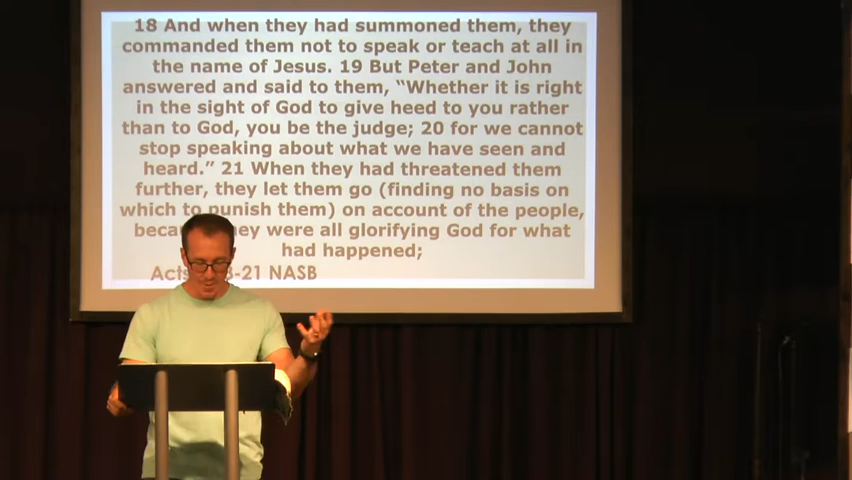 18 And when they had summoned them, they
commanded them not to speak or teach at all in
the name of Jesus. 19 But Peter and John
answered and said to them, “Whether it is right
in the sight of God to give heed to you rather
than to God, you be the judge; 20 for we cannot
stop speaking about what we have seen and
heard.” 21 When they had threatened them
further, they let them go (finding no basis on
which to punish them) on account of the people,
they were all glorifying God for what
had happened;
Acts -21 NASB